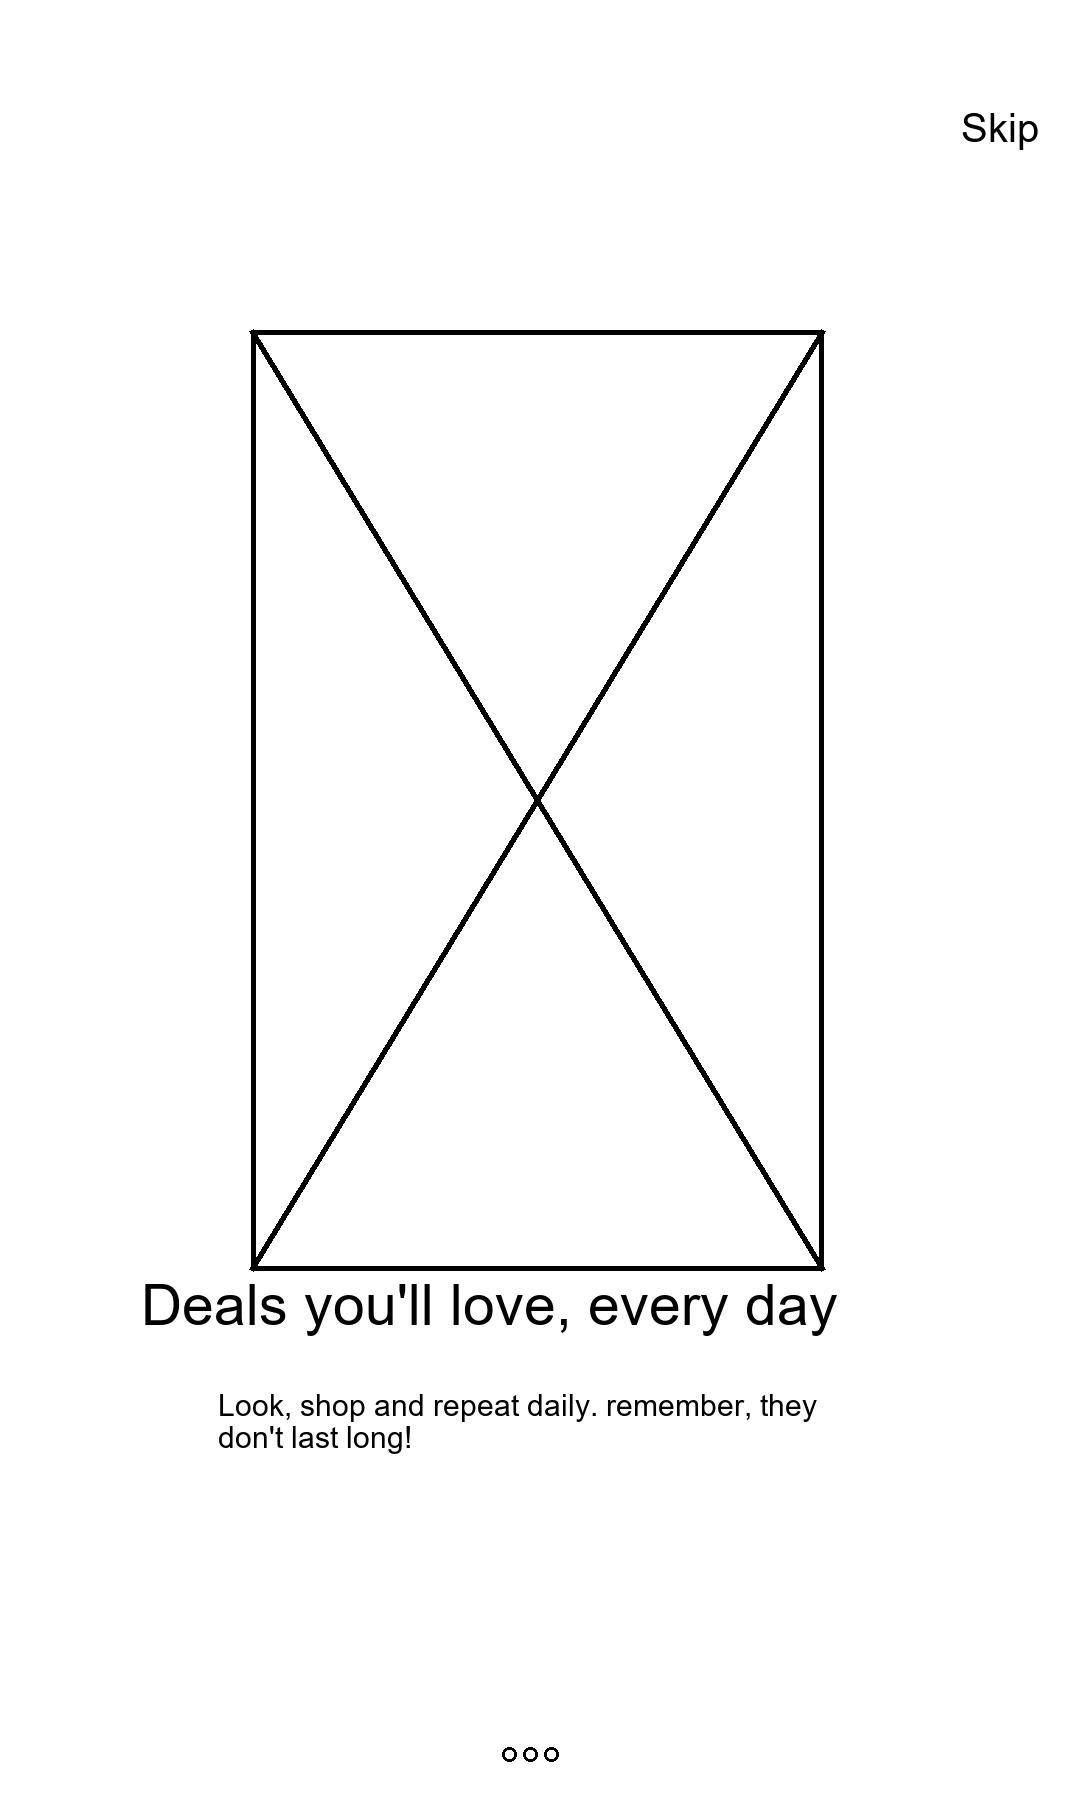 Skip
Deals you'll love, every day
Look, shop and repeat daily. remember, they
don't last long!